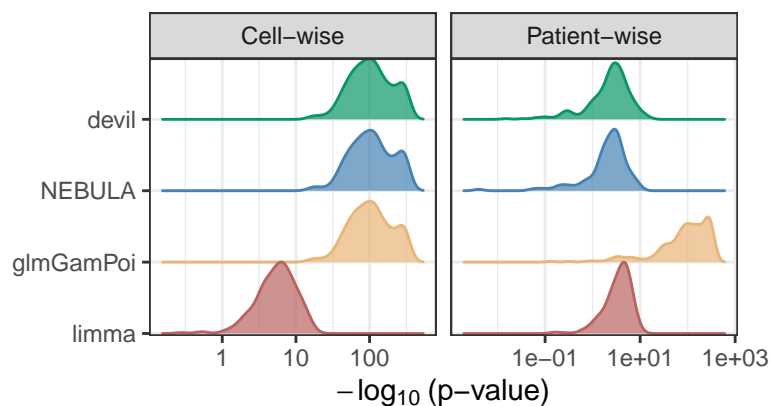 Cell−wise
Patient−wise
devil
NEBULA
glmGamPoi
limma
1 10 100
1e−01 1e+01 1e+03
−log₁₀ (p−value)